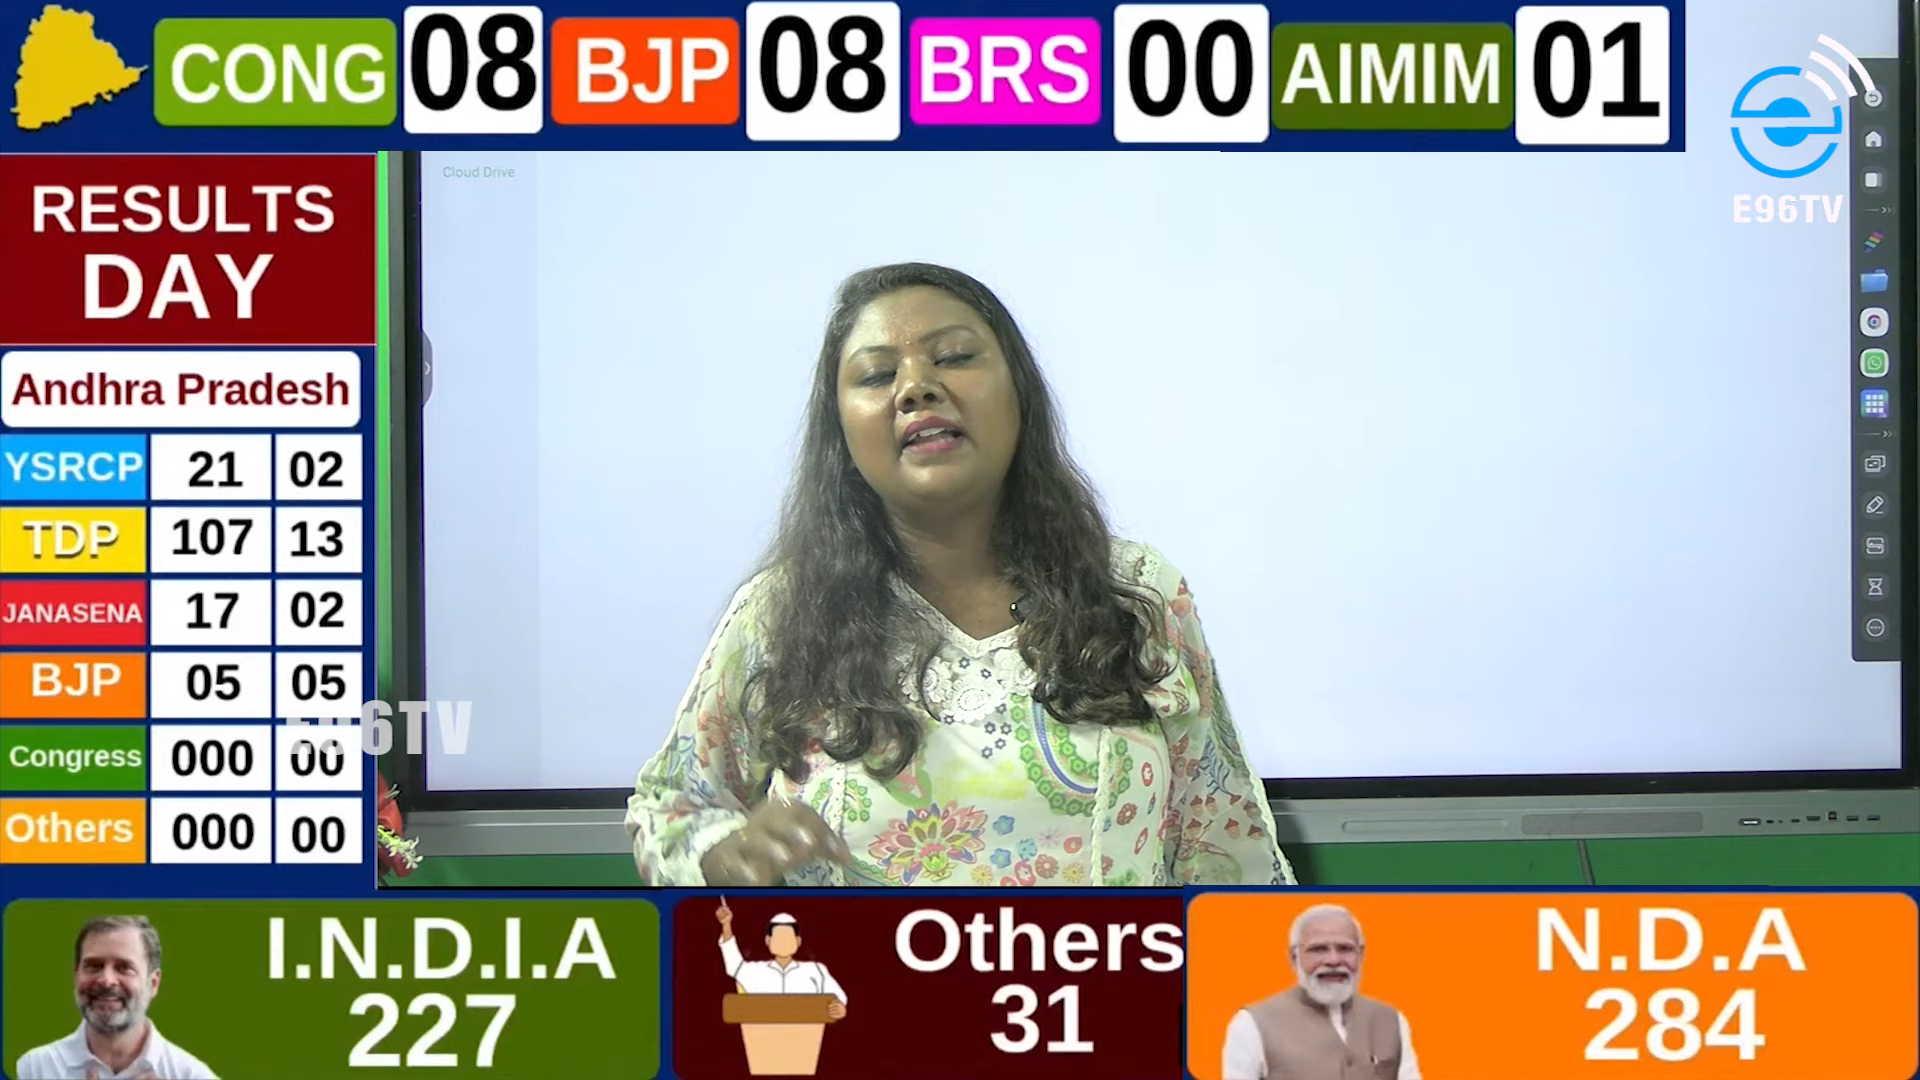 CONG 08 BJP 08 BRS 00 AIMIM 01
E96TV
RESULTS
DAY
Cloud Drive
Andhra Pradesh
YSRCP 21 02
TDP 107 13
JANASENA 17 02
BJP 05 05
E96TV
Congress 000 00
Others 000 00
I.N.D.I.A
227
Others
31
N.D.A
284